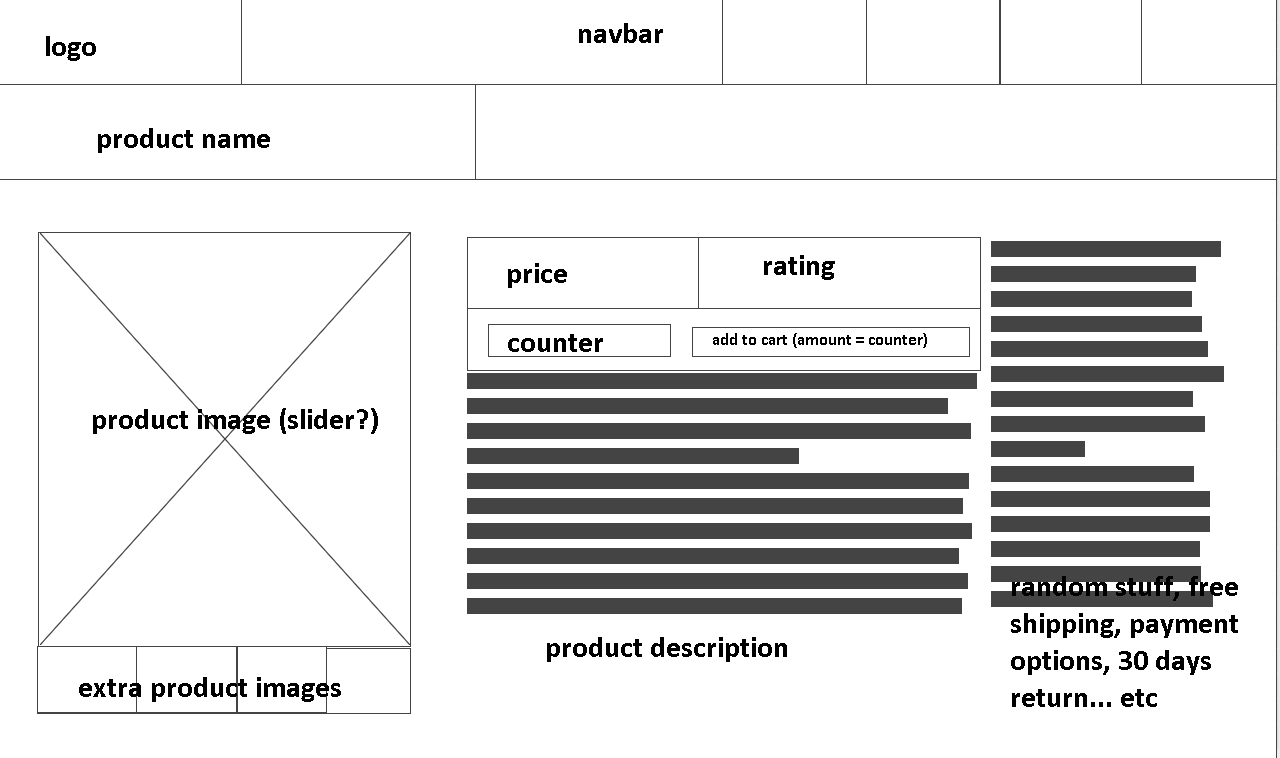 logo
navbar
product name
price
rating
counter
add to cart (amount = counter)
product image (slider?)
random stuff, free
shipping, payment
options, 30 days
return... etc
product description
extra product images